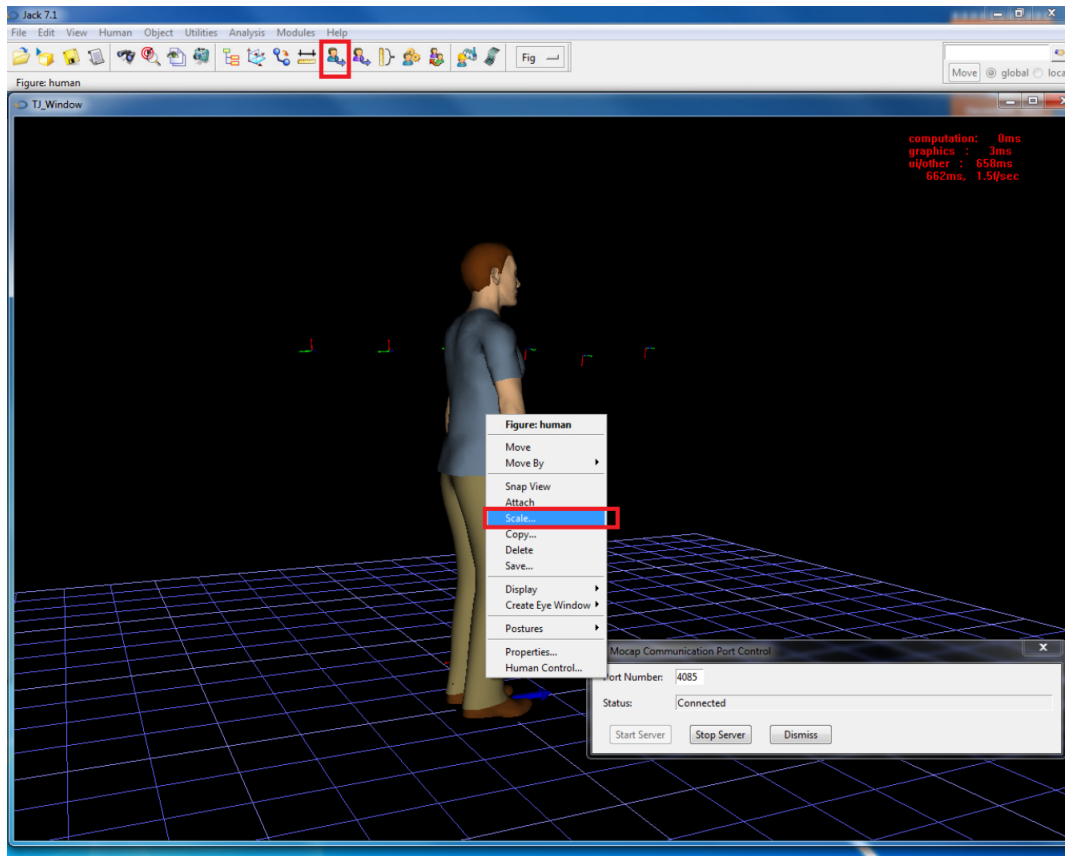 Jack 7.1
File Edit View Human Object Utilities Analysis Modules Help
Fig
Move global loca
Figure: human
TJ_Window
computation: 0ms
graphics : 3ms
ui/other : 658ms
662ms, 1.5f/sec
Figure: human
Move
Move By
Snap View
Attach
Scale...
Copy...
Delete
Save...
Display
Create Eye Window
Postures
Properties...
Human Control...
Mocap Communication Port Control
Port Number: 4085
Status: Connected
Start Server Stop Server Dismiss